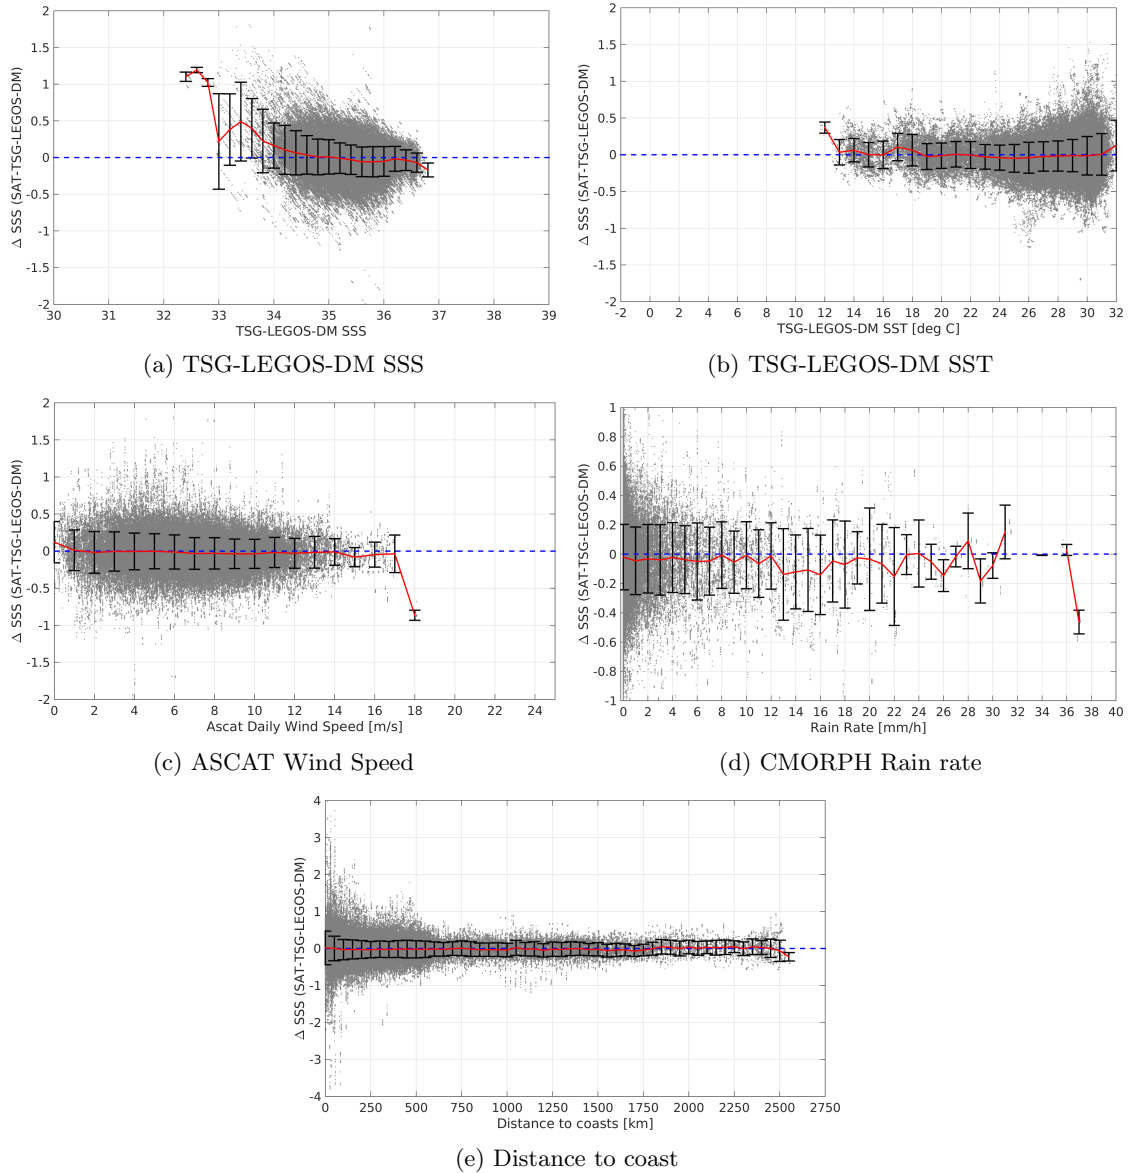 2
1.5
1
0.5
0
-0.5
-1
-1.5
-2
Δ SSS (SAT-TSG-LEGOS-DM)
30 31 32 33 34 35 36 37 38 39
TSG-LEGOS-DM SSS
(a) TSG-LEGOS-DM SSS
2
1.5
1
0.5
0
-0.5
-1
-1.5
-2
Δ SSS (SAT-TSG-LEGOS-DM)
-2 0 2 4 6 8 10 12 14 16 18 20 22 24 26 28 30 32
TSG-LEGOS-DM SST [deg C]
(b) TSG-LEGOS-DM SST
2
1.5
1
0.5
0
-0.5
-1
-1.5
-2
Δ SSS (SAT-TSG-LEGOS-DM)
0 2 4 6 8 10 12 14 16 18 20 22 24
Ascat Daily Wind Speed [m/s]
(c) ASCAT Wind Speed
1
0.8
0.6
0.4
0.2
0
-0.2
-0.4
-0.6
-0.8
-1
Δ SSS (SAT-TSG-LEGOS-DM)
0 2 4 6 8 10 12 14 16 18 20 22 24 26 28 30 32 34 36 38 40
Rain Rate [mm/h]
(d) CMORPH Rain rate
4
3
2
1
0
-1
-2
-3
-4
Δ SSS (SAT-TSG-LEGOS-DM)
0 250 500 750 1000 1250 1500 1750 2000 2250 2500 2750
Distance to coasts [km]
(e) Distance to coast